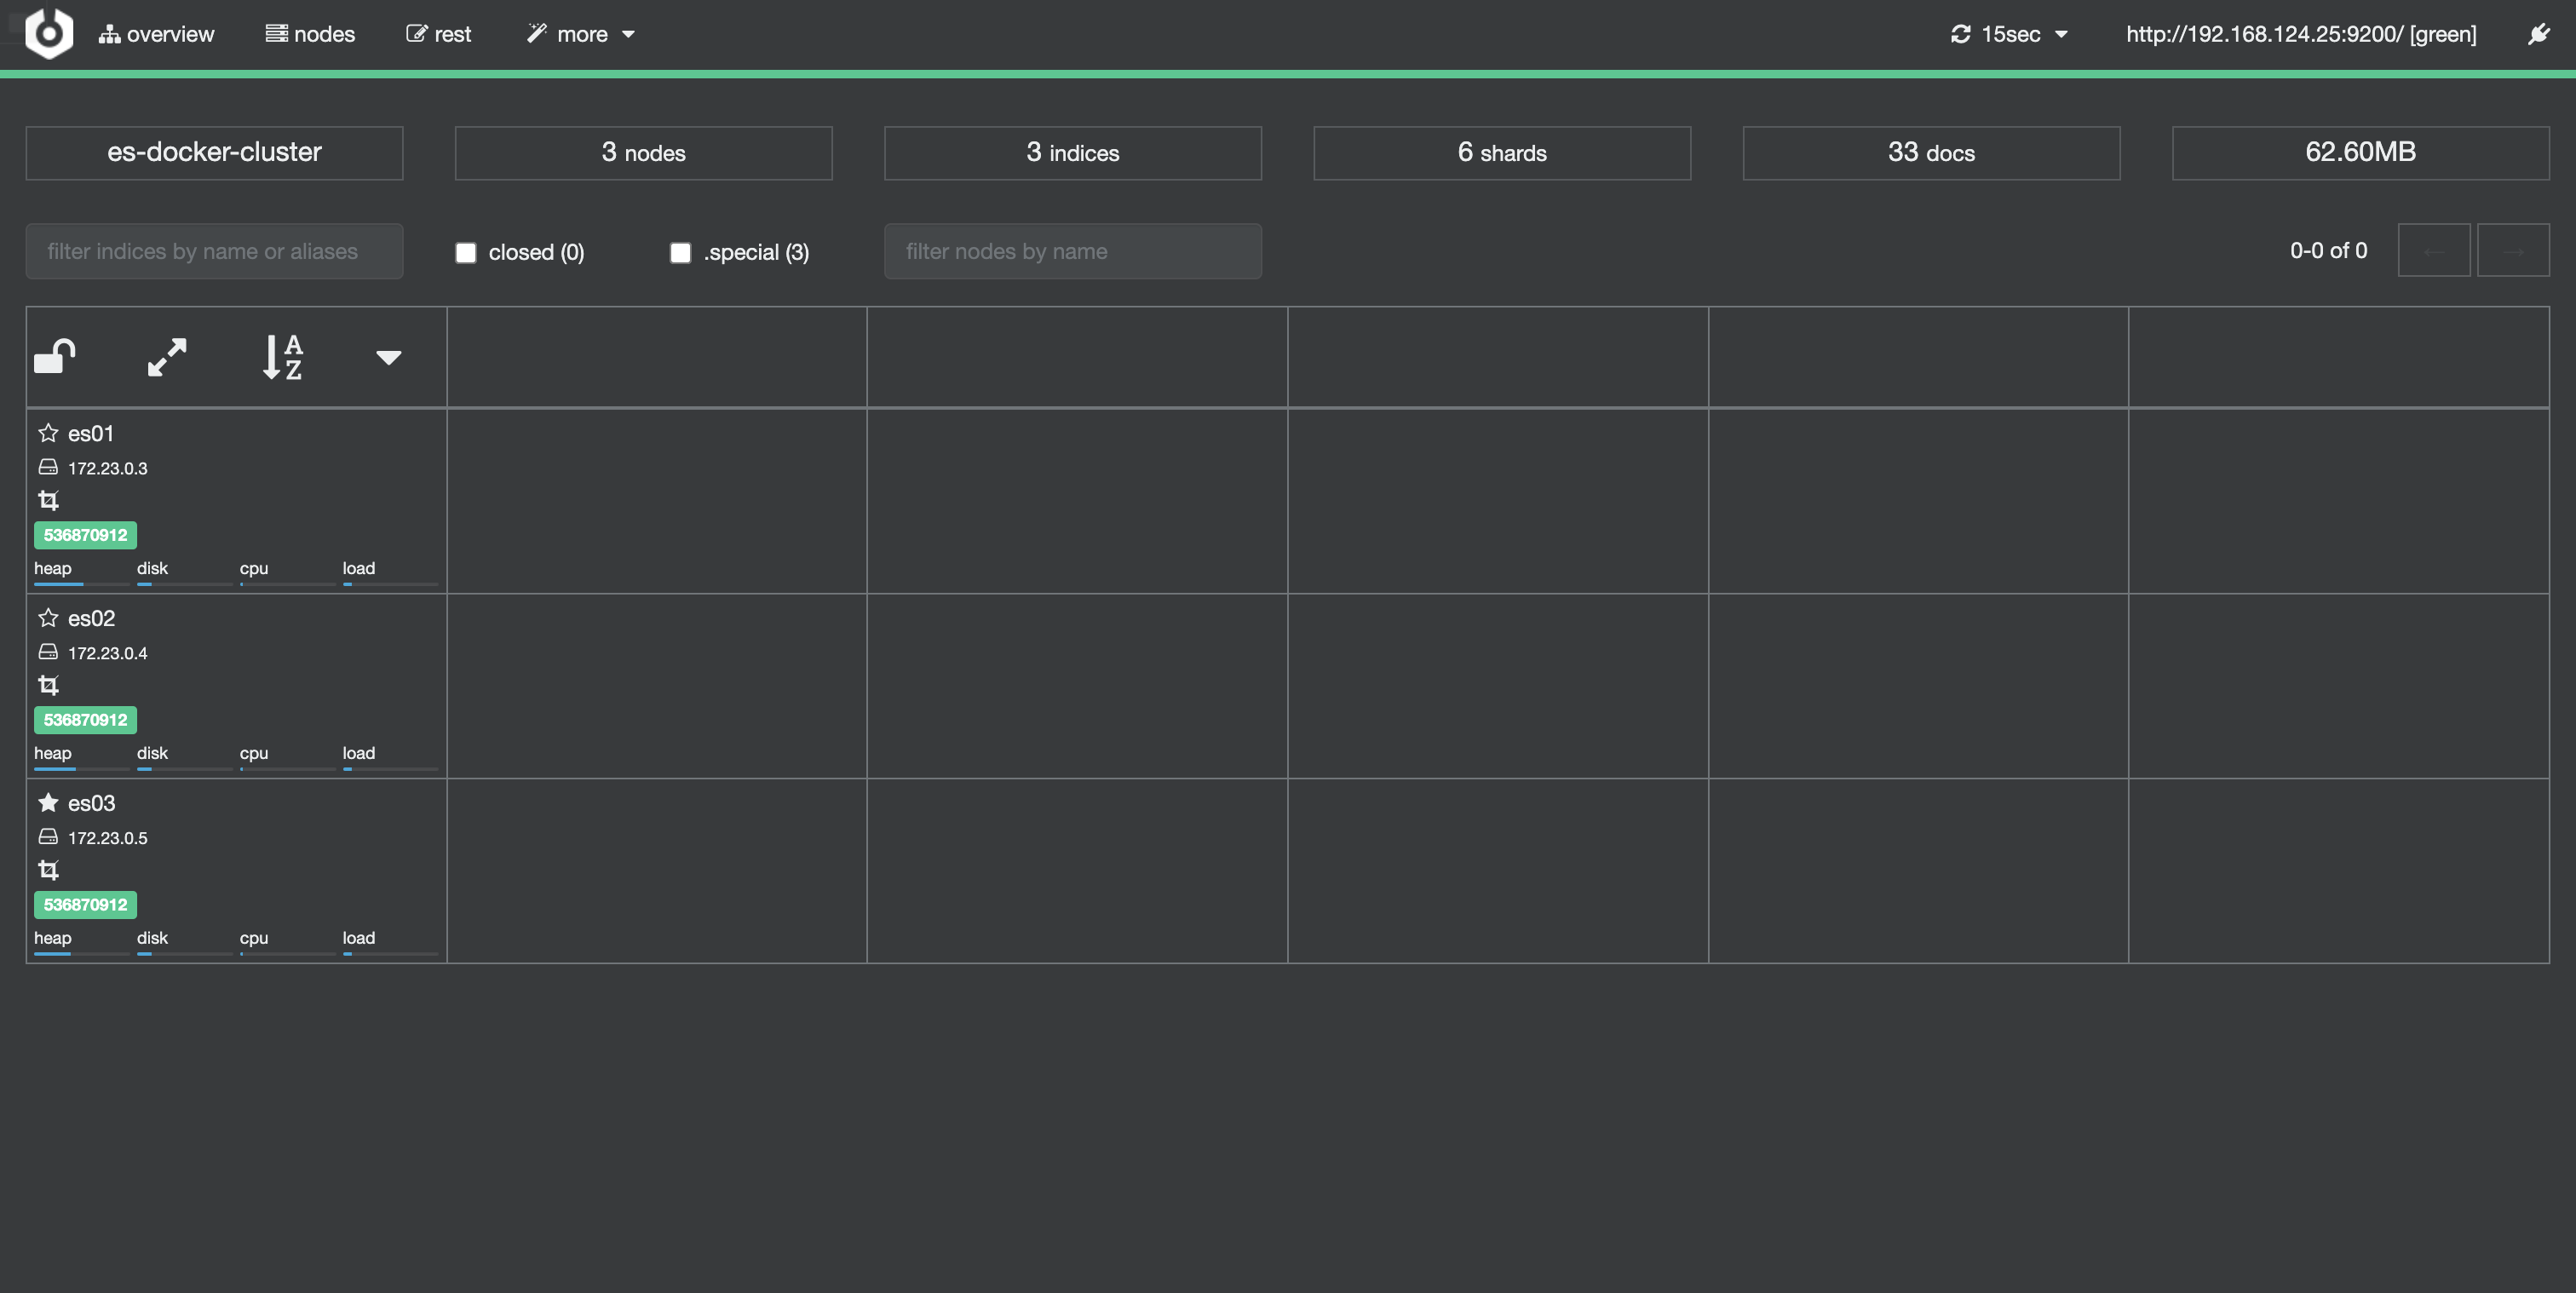 overview nodes rest more 15sec http://192.168.124.25:9200/ [green]
es-docker-cluster 3 nodes 3 indices 6 shards 33 docs 62.60MB
filter indices by name or aliases closed (0) .special (3) filter nodes by name 0-0 of 0 ← →
es01
172.23.0.3
536870912
heap disk cpu load
es02
172.23.0.4
536870912
heap disk cpu load
es03
172.23.0.5
536870912
heap disk cpu load